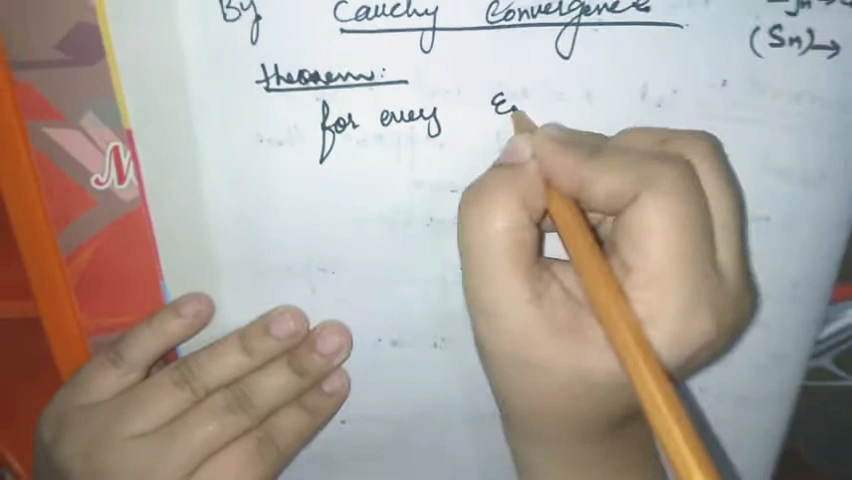 By Cauchy Convergence
(Sn)→
theorem:
for every ε